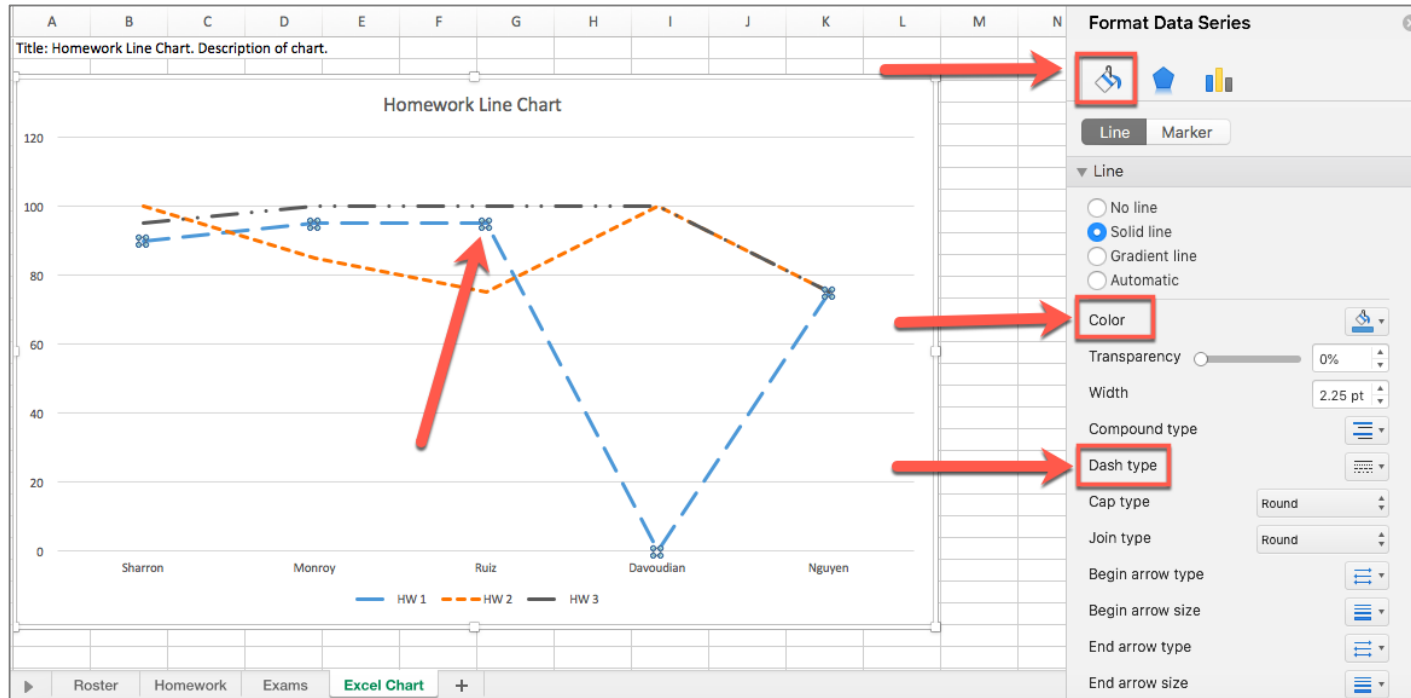 A B C D E F G H I J K L M N
Title: Homework Line Chart. Description of chart.
Homework Line Chart
120
100
80
60
40
20
0
Sharron Monroy Ruiz Davoudian Nguyen
HW 1 HW 2 HW 3
Roster Homework Exams Excel Chart +
Format Data Series
Line Marker
Line
No line
Solid line
Gradient line
Automatic
Color
Transparency 0%
Width 2.25 pt
Compound type
Dash type
Cap type Round
Join type Round
Begin arrow type
Begin arrow size
End arrow type
End arrow size